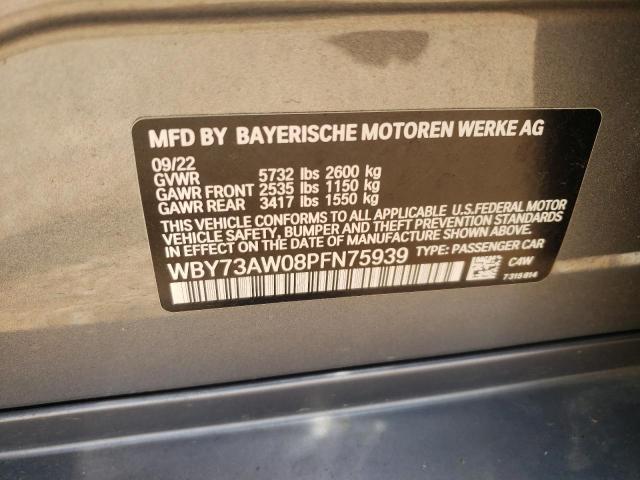 MFD BY BAYERISCHE MOTOREN WERKE AG
09/22
GVWR 5732 lbs 2600 kg
GAWR FRONT 2535 lbs 1150 kg
GAWR REAR 3417 lbs 1550 kg
THIS VEHICLE CONFORMS TO ALL APPLICABLE U.S.FEDERAL MOTOR
VEHICLE SAFETY, BUMPER AND THEFT PREVENTION STANDARDS
IN EFFECT ON THE DATE OF MANUFACTURE SHOWN ABOVE.
WBY73AW08PFN75939 TYPE: PASSENGER CAR
C4W
7315814